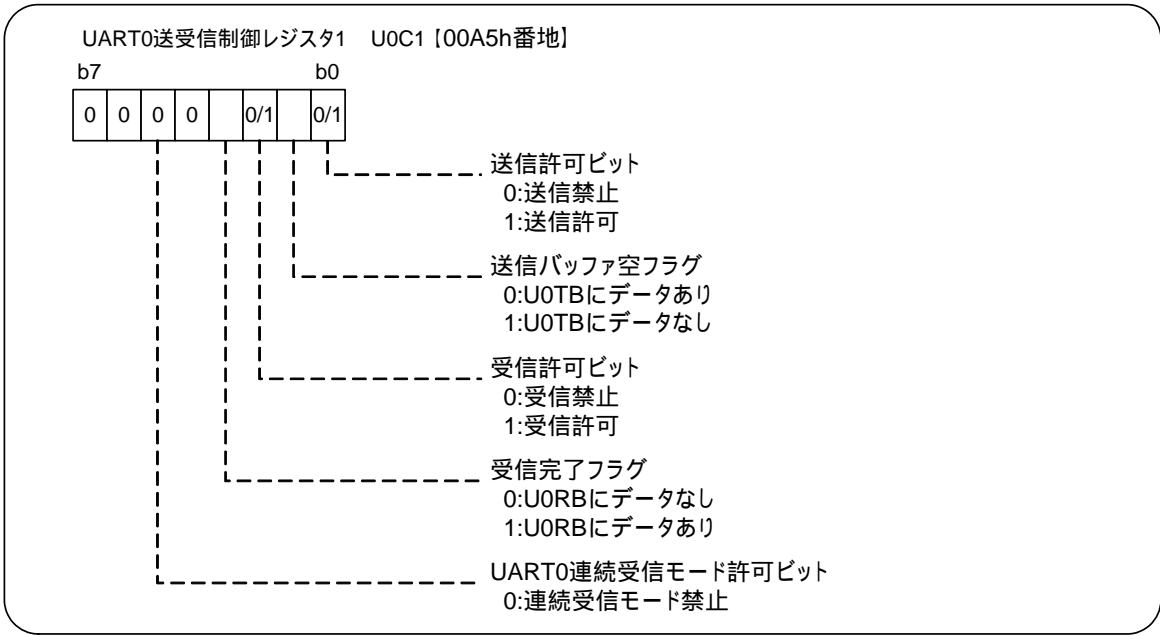 UART0送受信制御レジスタ1 U0C1【00A5h番地】
b7 b0
0 0 0 0 0/1 0/1
送信許可ビット
0:送信禁止
1:送信許可
送信バッファ空フラグ
0:U0TBにデータあり
1:U0TBにデータなし
受信許可ビット
0:受信禁止
1:受信許可
受信完了フラグ
0:U0RBにデータなし
1:U0RBにデータあり
UART0連続受信モード許可ビット
0:連続受信モード禁止